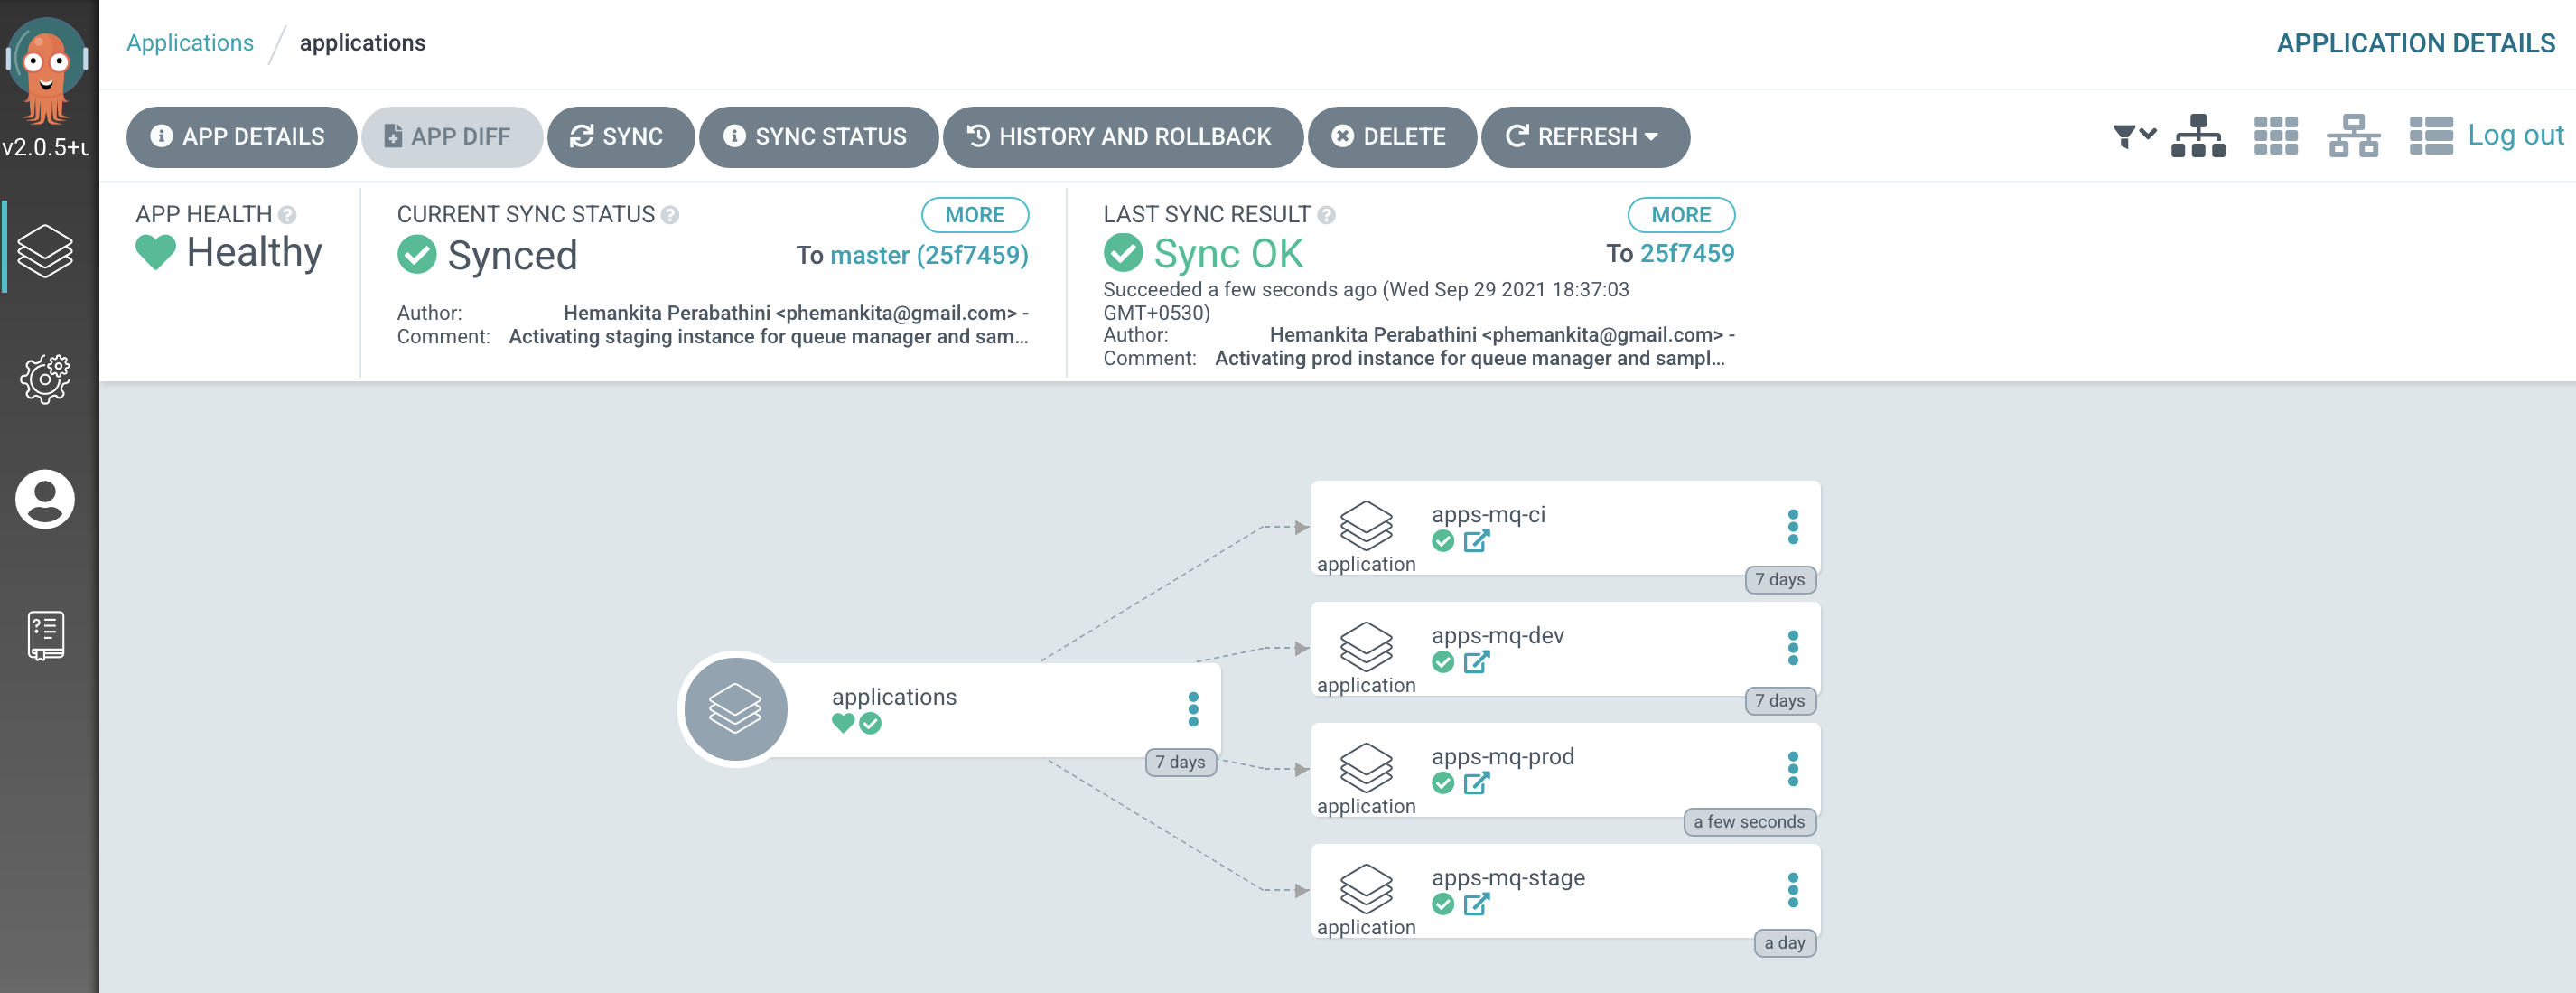 Applications / applications
APPLICATION DETAILS
v2.0.5+u
APP DETAILS
APP DIFF
SYNC
SYNC STATUS
HISTORY AND ROLLBACK
DELETE
REFRESH
Log out
APP HEALTH
Healthy
CURRENT SYNC STATUS
MORE
Synced
To master (25f7459)
Author: Hemankita Perabathini <phemankita@gmail.com> -
Comment: Activating staging instance for queue manager and sam...
LAST SYNC RESULT
MORE
Sync OK
To 25f7459
Succeeded a few seconds ago (Wed Sep 29 2021 18:37:03
GMT+0530)
Author: Hemankita Perabathini <phemankita@gmail.com> -
Comment: Activating prod instance for queue manager and sampl...
applications
7 days
apps-mq-ci
application
7 days
apps-mq-dev
application
7 days
apps-mq-prod
application
a few seconds
apps-mq-stage
application
a day